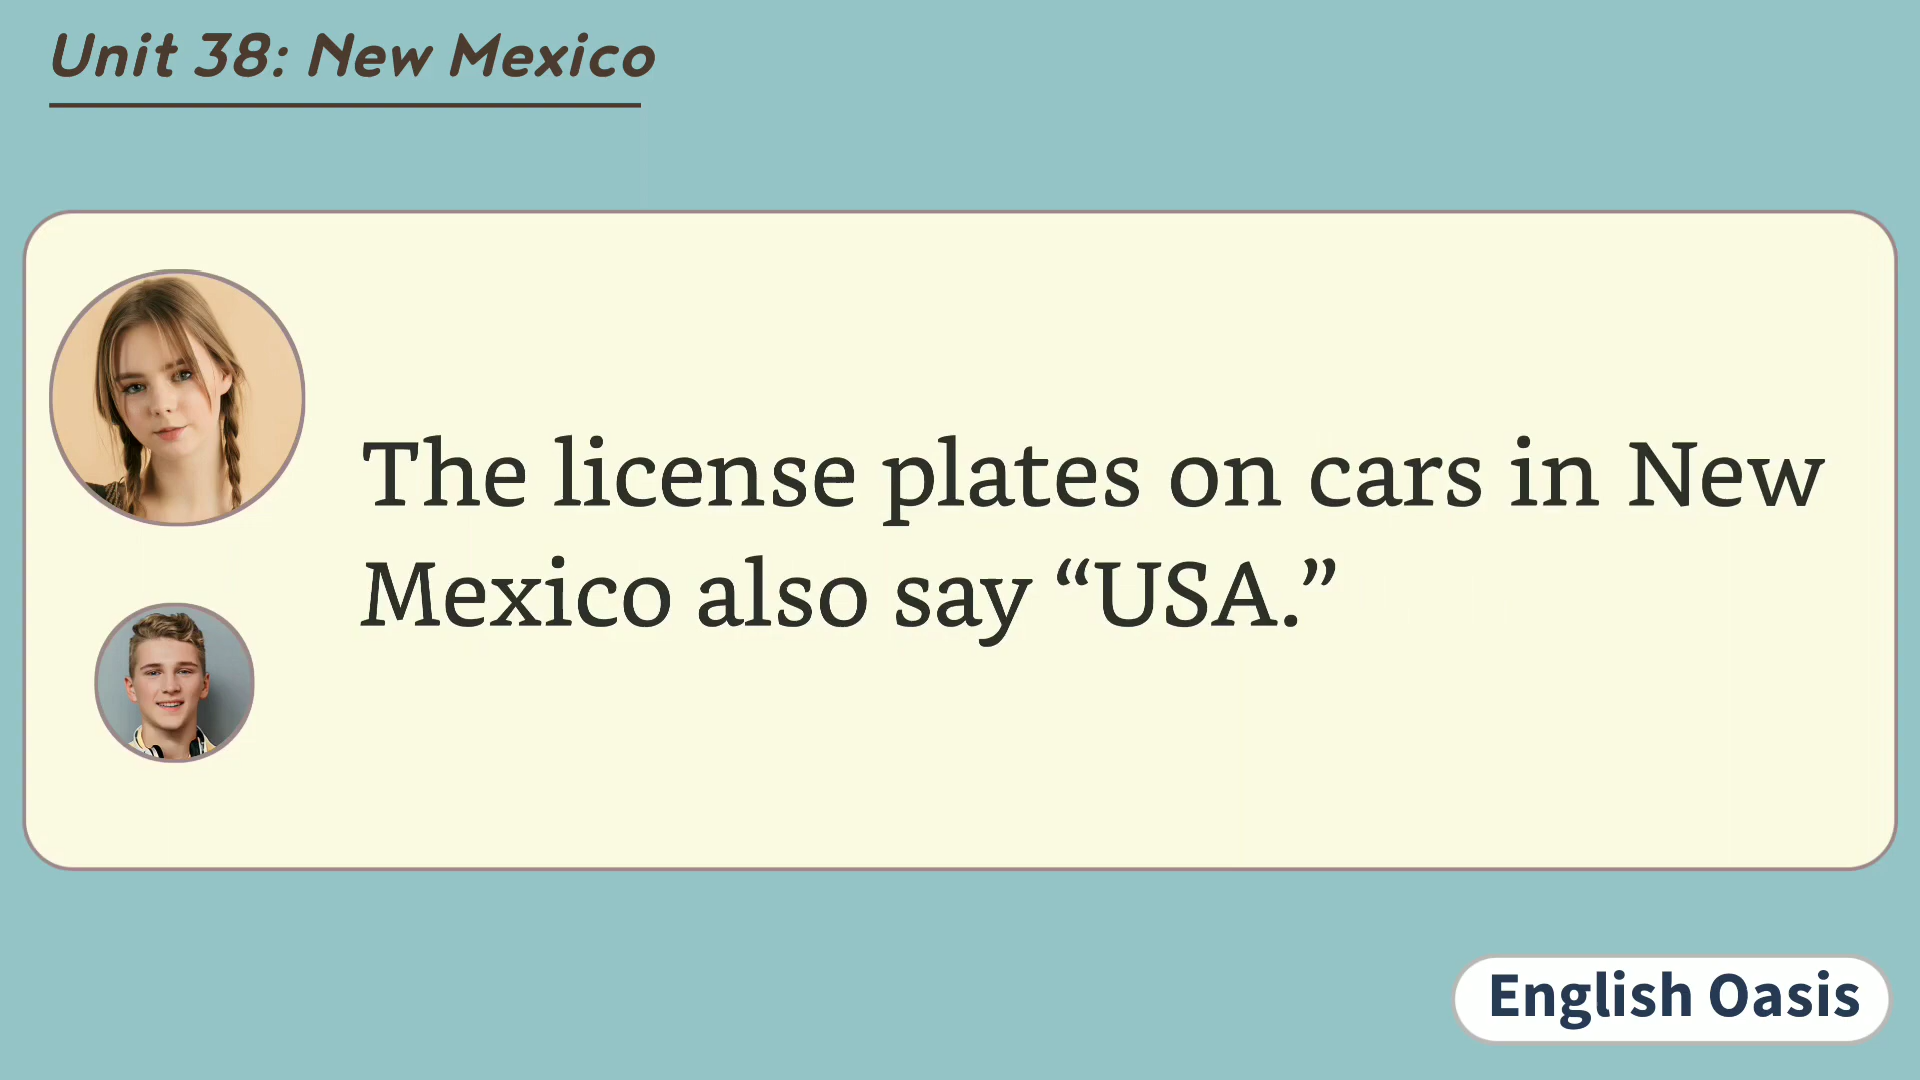 Unit 38: New Mexico
The license plates on cars in New
Mexico also say “USA.”
English Oasis